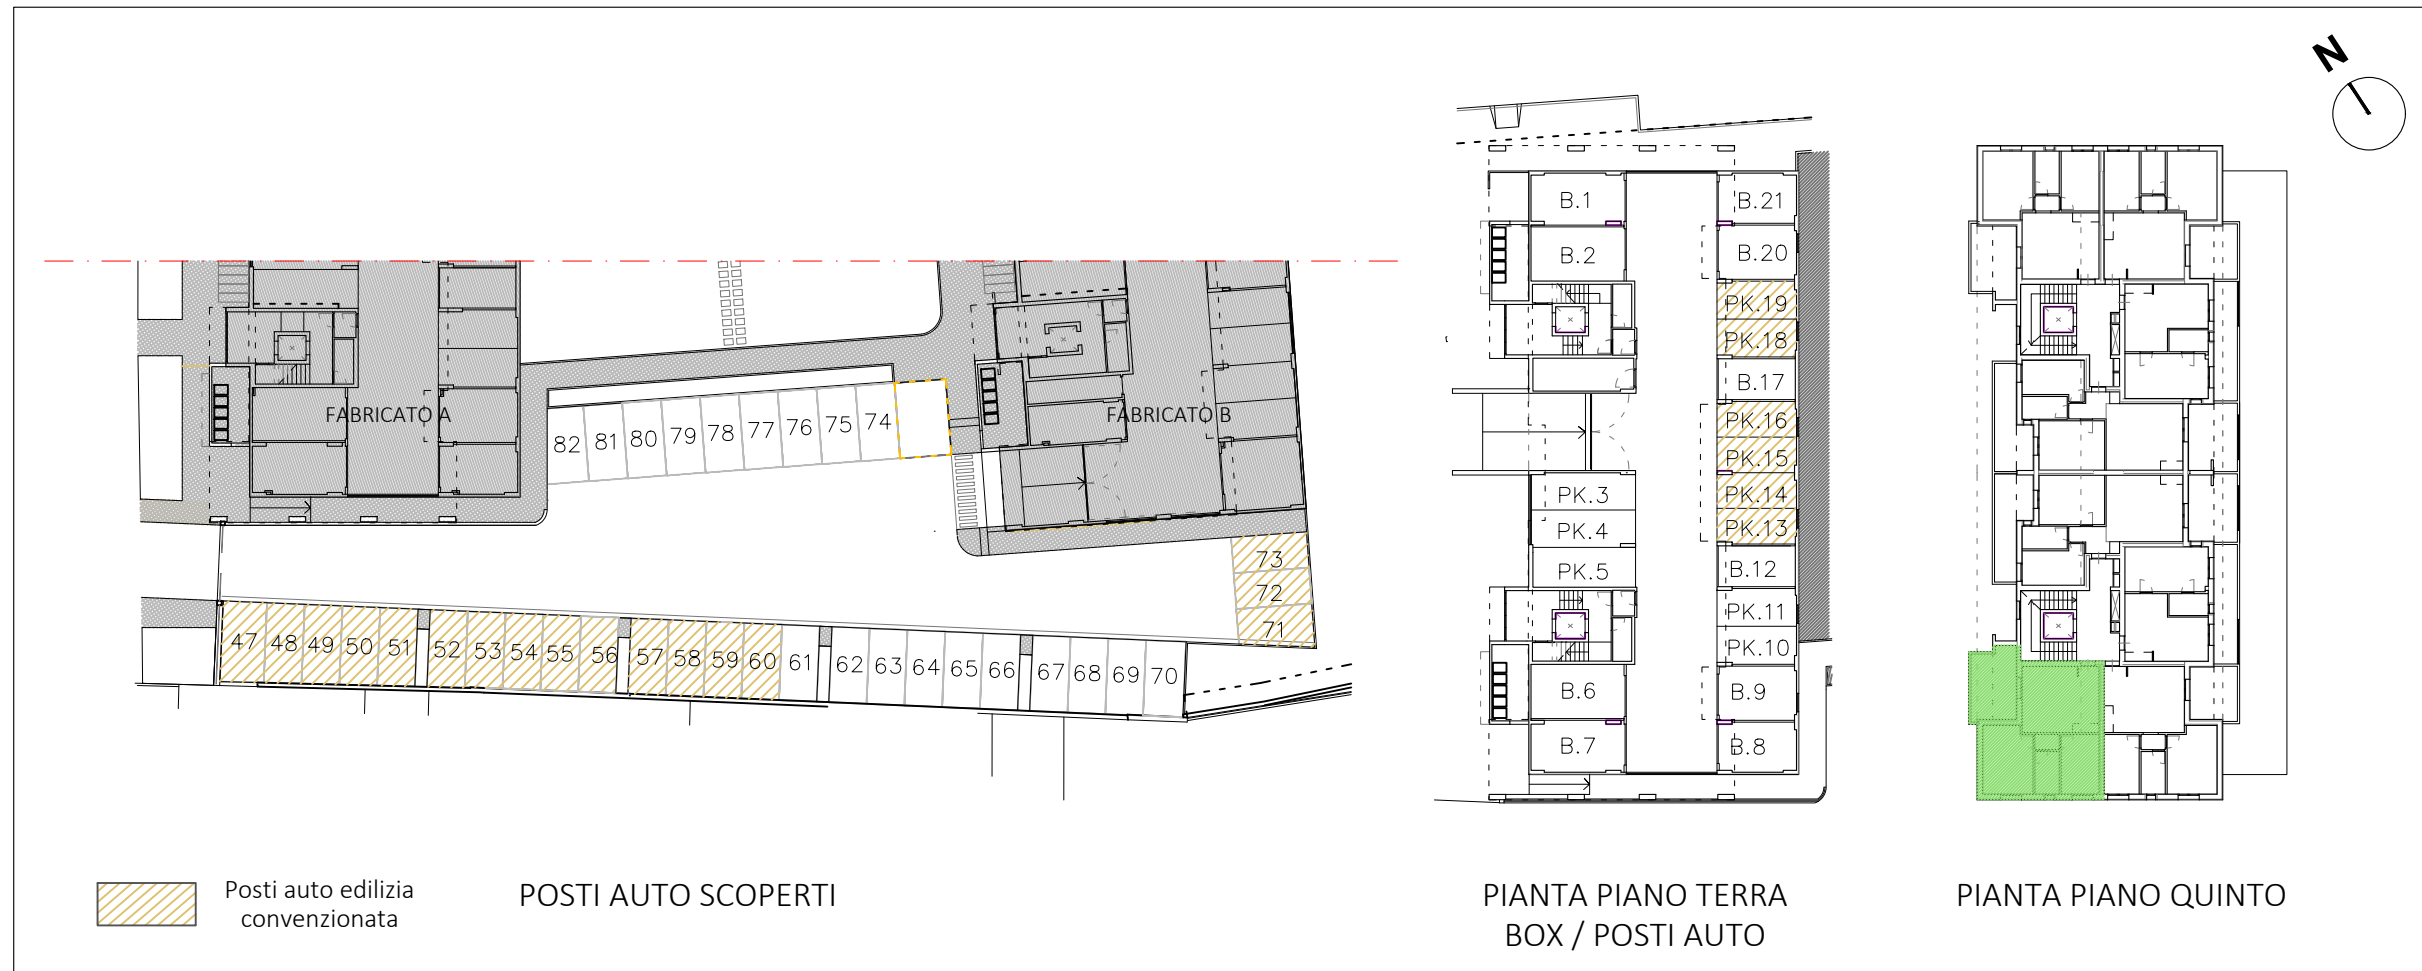 N
FABRICATO A
FABRICATO B
82 81 80 79 78 77 76 75 74
73
72
71
47 48 49 50 51 52 53 54 55 56 57 58 59 60 61 62 63 64 65 66 67 68 69 70
B.1 B.21
B.2 B.20
PK.19
PK.18
B.17
PK.16
PK.15
PK.3 PK.14
PK.4 PK.13
PK.5 B.12
PK.11
PK.10
B.6 B.9
B.7 B.8
Posti auto edilizia
convenzionata
POSTI AUTO SCOPERTI
PIANTA PIANO TERRA
BOX / POSTI AUTO
PIANTA PIANO QUINTO